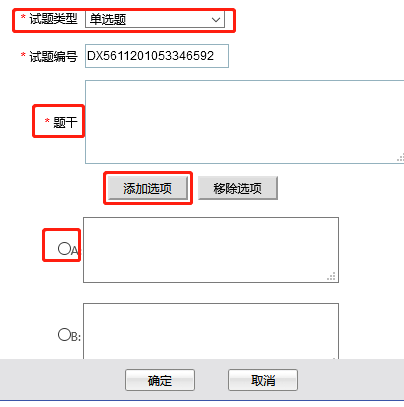 * 试题类型 单选题
* 试题编号 DX5611201053346592
* 题干
添加选项 移除选项
A:
B:
确定 取消